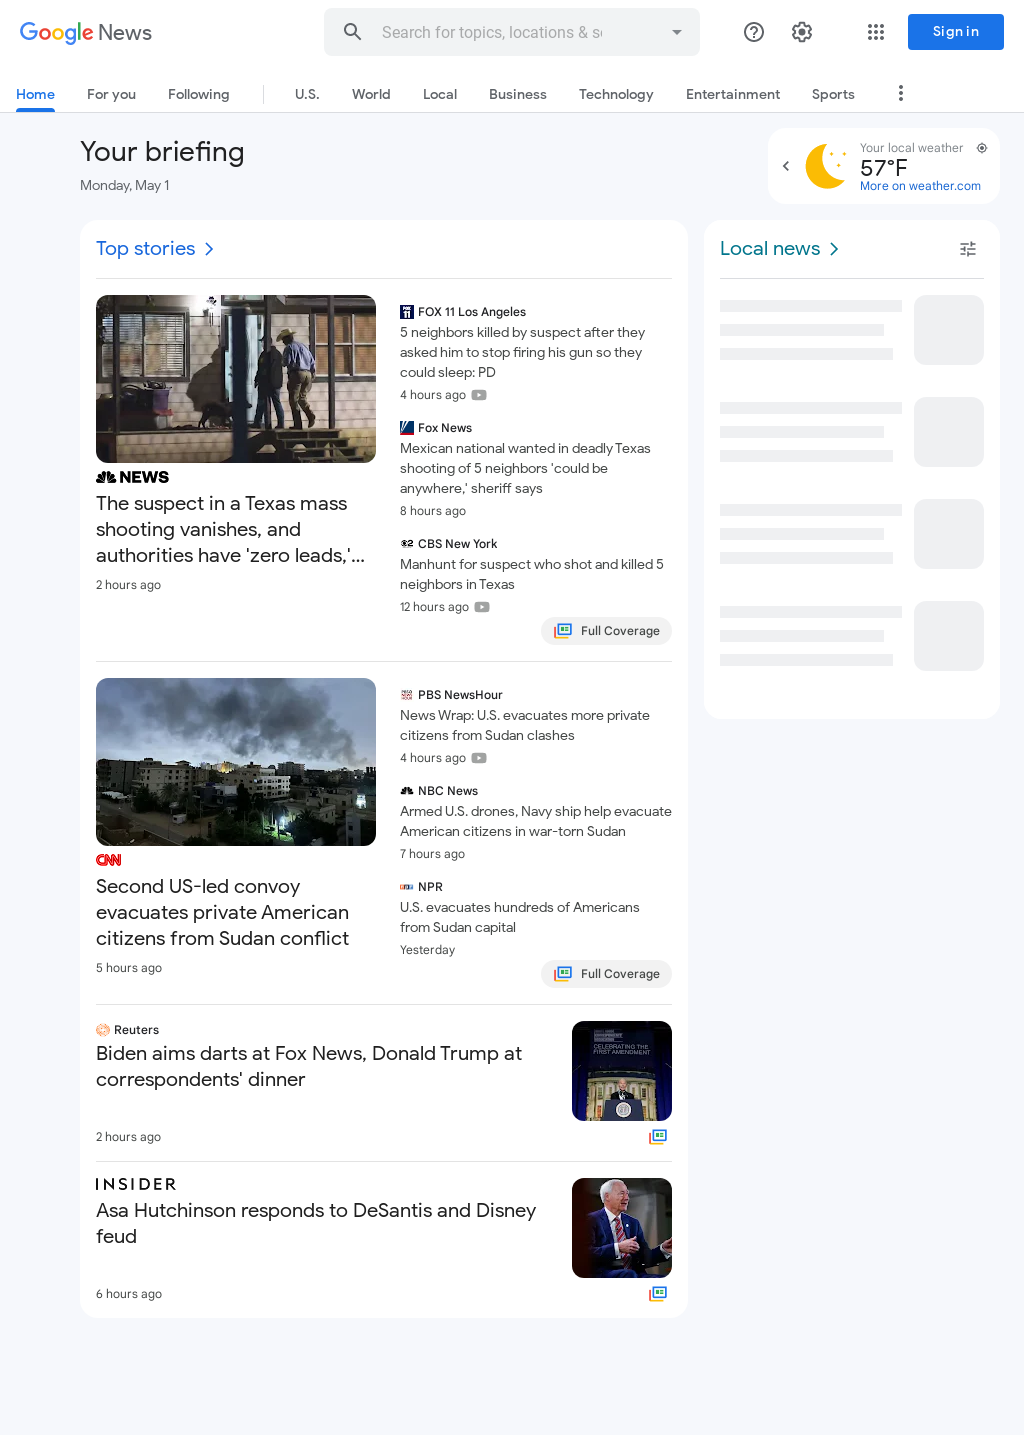 Google News
Search for topics, locations & s
Sign in
Home
For you
Following
U.S.
World
Local
Business
Technology
Entertainment
Sports
Your briefing
Monday, May 1
Your local weather
57°F
More on weather.com
Top stories
Local news
NEWS
The suspect in a Texas mass
shooting vanishes, and
authorities have 'zero leads,'...
2 hours ago
FOX 11 Los Angeles
5 neighbors killed by suspect after they
asked him to stop firing his gun so they
could sleep: PD
4 hours ago
Fox News
Mexican national wanted in deadly Texas
shooting of 5 neighbors 'could be
anywhere,' sheriff says
8 hours ago
CBS New York
Manhunt for suspect who shot and killed 5
neighbors in Texas
12 hours ago
Full Coverage
CNN
Second US-led convoy
evacuates private American
citizens from Sudan conflict
5 hours ago
PBS NewsHour
News Wrap: U.S. evacuates more private
citizens from Sudan clashes
4 hours ago
NBC News
Armed U.S. drones, Navy ship help evacuate
American citizens in war-torn Sudan
7 hours ago
NPR
U.S. evacuates hundreds of Americans
from Sudan capital
Yesterday
Full Coverage
Reuters
Biden aims darts at Fox News, Donald Trump at
correspondents' dinner
2 hours ago
CELEBRATING THE
FIRST AMENDMENT
INSIDER
Asa Hutchinson responds to DeSantis and Disney
feud
6 hours ago